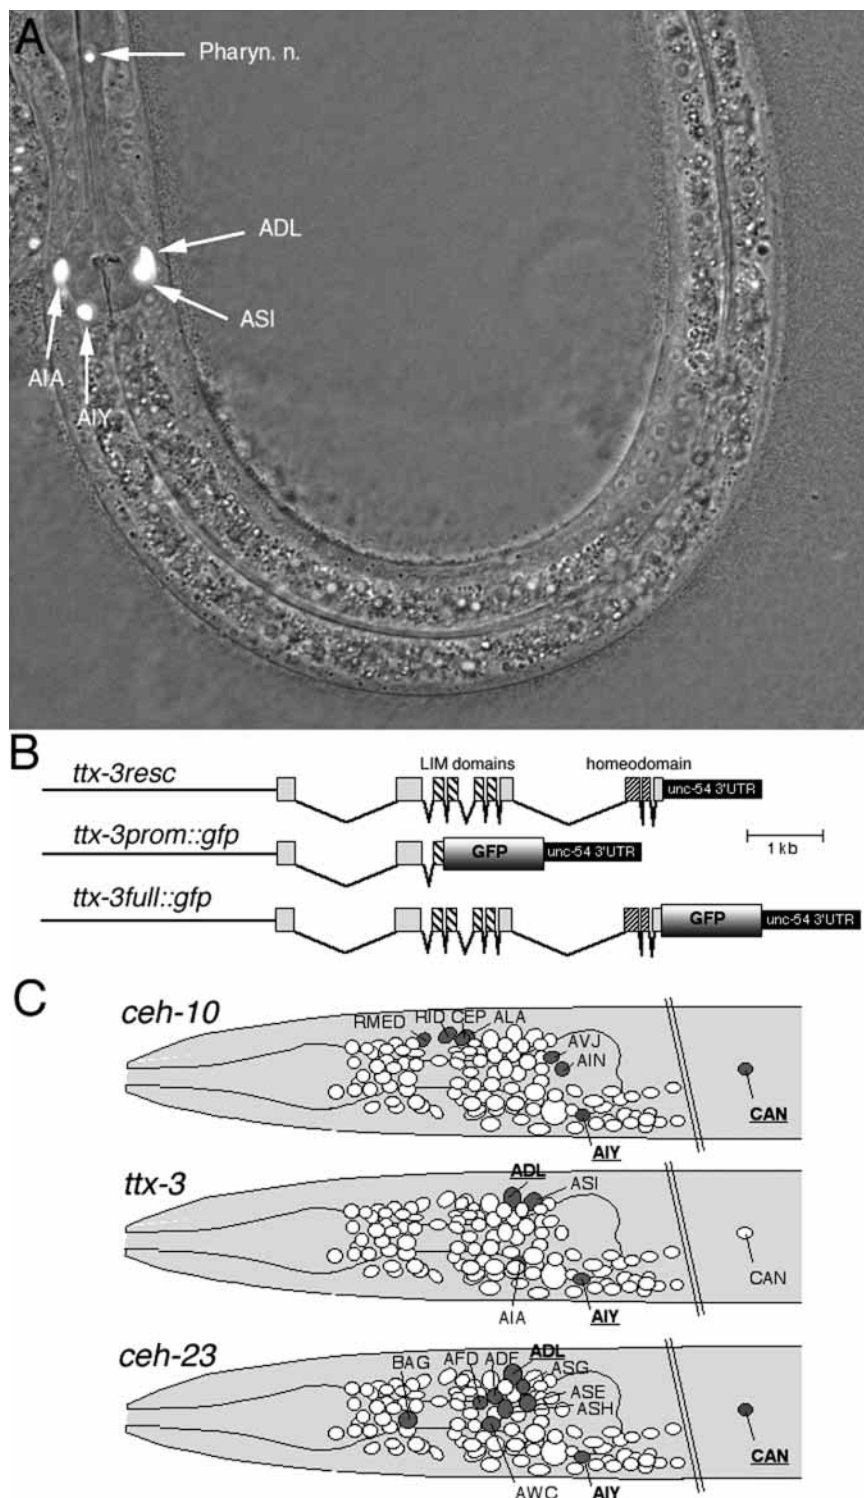 A
Pharyn. n.
ADL
ASI
AIA
AIY
B
LIM domains homeodomain
ttx-3resc
unc-54 3'UTR
1 kb
ttx-3prom::gfp
GFP unc-54 3'UTR
ttx-3full::gfp
GFP unc-54 3'UTR
C
ceh-10
RMED RID CEP ALA
AVJ
AIN
CAN
AIY
ttx-3
ADL ASI
CAN
AIA AIY
ceh-23
BAG AFD ADF ADL
ASG
ASE
ASH
CAN
AWC AIY